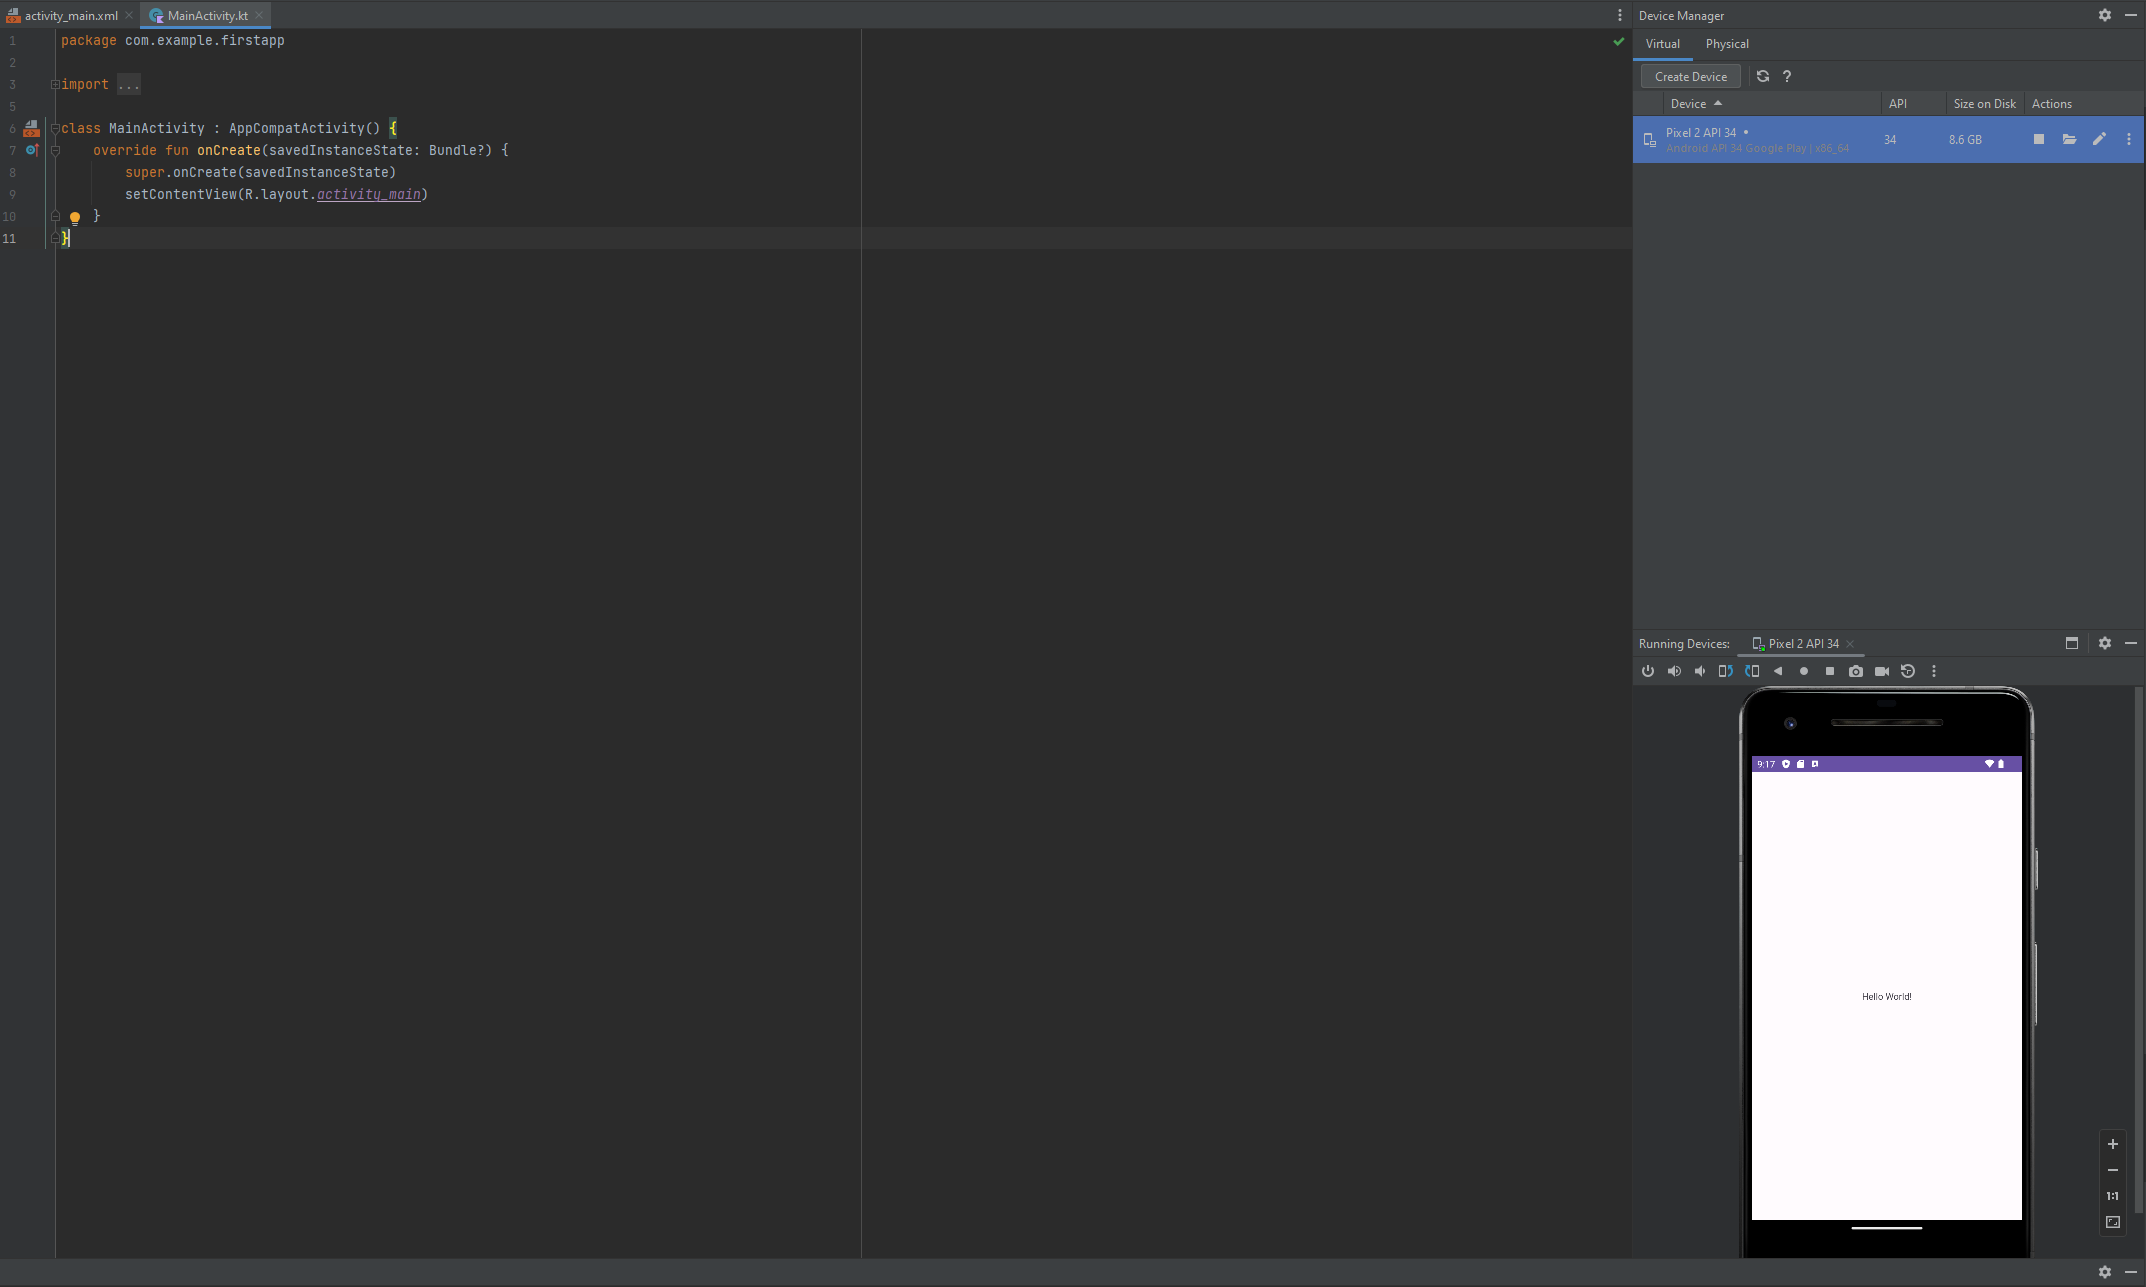 activity_main.xml
MainActivity.kt
1 package com.example.firstapp
2
3 import ...
5
6 class MainActivity : AppCompatActivity() {
7 override fun onCreate(savedInstanceState: Bundle?) {
8 super.onCreate(savedInstanceState)
9 setContentView(R.layout.activity_main)
10 }
11 }
Device Manager
Virtual Physical
Create Device ?
Device API Size on Disk Actions
Pixel 2 API 34 34 8.6 GB
Android API 34 Google Play | x86_64
Running Devices: Pixel 2 API 34
9:17
Hello World!
1:1